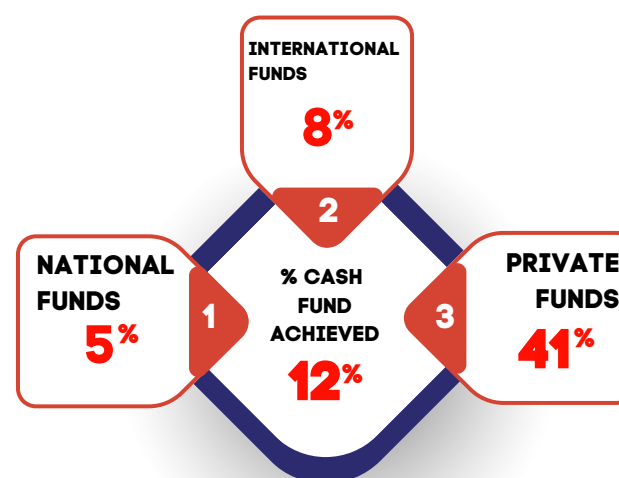 INTERNATIONAL
FUNDS
8%
2
NATIONAL
FUNDS
5%
1
% CASH
FUND
ACHIEVED
12%
3
PRIVATE
FUNDS
41%